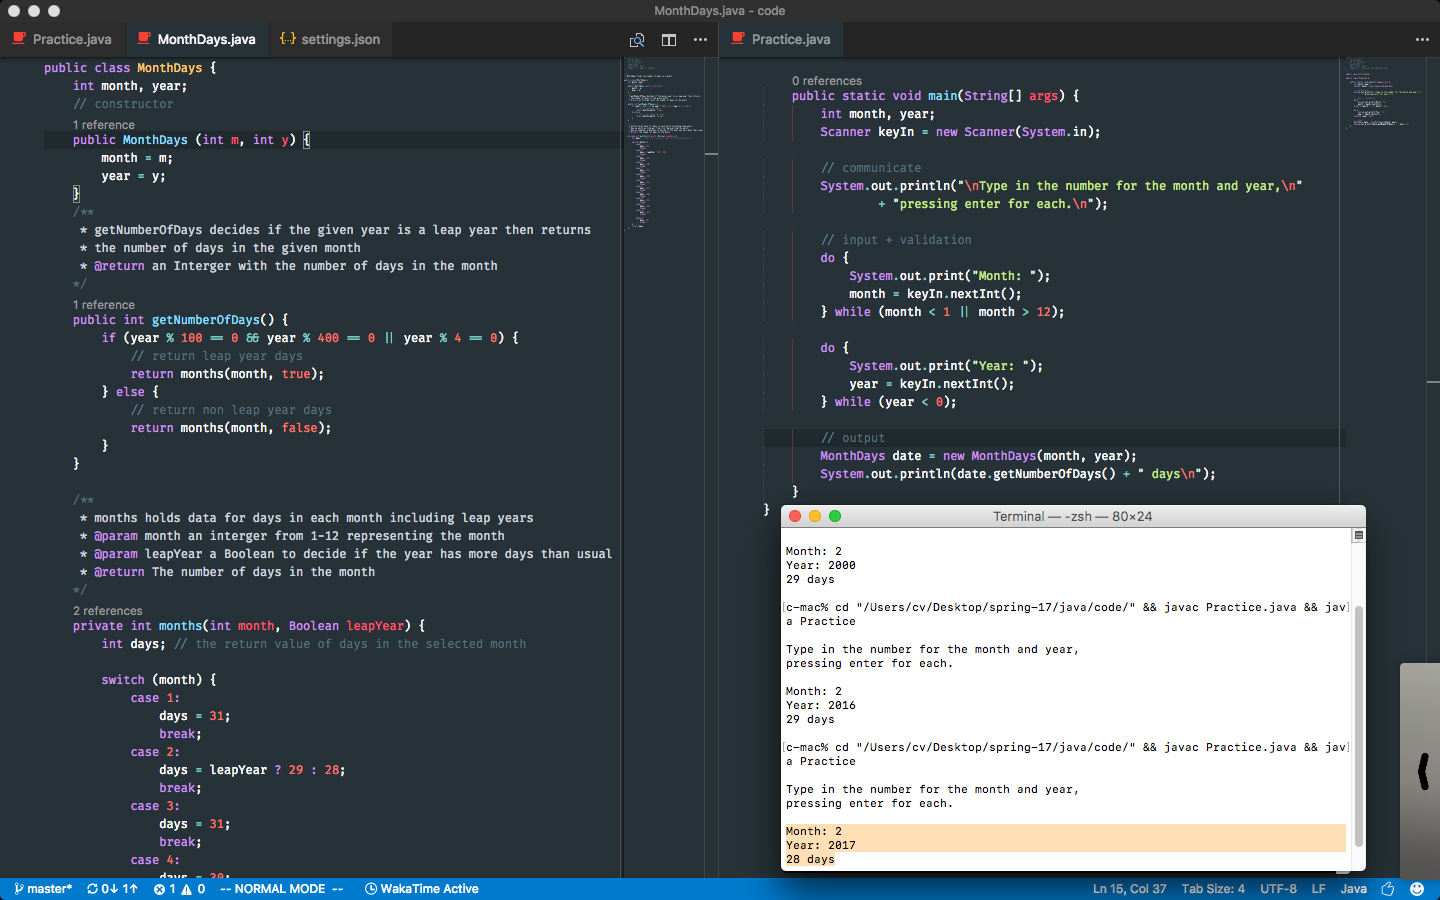 MonthDays.java - code
Practice.java
MonthDays.java
{..} settings.json
Practice.java
public class MonthDays {
int month, year;
// constructor
1 reference
public MonthDays (int m, int y) {
month = m;
year = y;
}
/**
* getNumberOfDays decides if the given year is a leap year then returns
* the number of days in the given month
* @return an Interger with the number of days in the month
*/
1 reference
public int getNumberOfDays() {
if (year % 100 == 0 && year % 400 == 0 || year % 4 == 0) {
// return leap year days
return months(month, true);
} else {
// return non leap year days
return months(month, false);
}
}
/**
* months holds data for days in each month including leap years
* @param month an interger from 1-12 representing the month
* @param leapYear a Boolean to decide if the year has more days than usual
* @return The number of days in the month
*/
2 references
private int months(int month, Boolean leapYear) {
int days; // the return value of days in the selected month
switch (month) {
case 1:
days = 31;
break;
case 2:
days = leapYear ? 29 : 28;
break;
case 3:
days = 31;
break;
case 4:
days = 30;
0 references
public static void main(String[] args) {
int month, year;
Scanner keyIn = new Scanner(System.in);
// communicate
System.out.println("\nType in the number for the month and year,\n"
+ "pressing enter for each.\n");
// input + validation
do {
System.out.print("Month: ");
month = keyIn.nextInt();
} while (month < 1 || month > 12);
do {
System.out.print("Year: ");
year = keyIn.nextInt();
} while (year < 0);
// output
MonthDays date = new MonthDays(month, year);
System.out.println(date.getNumberOfDays() + " days\n");
}
}
Terminal — -zsh — 80×24
Month: 2
Year: 2000
29 days
[c-mac% cd "/Users/cv/Desktop/spring-17/java/code/" && javac Practice.java && jav]
a Practice
Type in the number for the month and year,
pressing enter for each.
Month: 2
Year: 2016
29 days
[c-mac% cd "/Users/cv/Desktop/spring-17/java/code/" && javac Practice.java && jav]
a Practice
Type in the number for the month and year,
pressing enter for each.
Month: 2
Year: 2017
28 days
master* 0↓ 1↑ 1 0 -- NORMAL MODE -- WakaTime Active
Ln 15, Col 37 Tab Size: 4 UTF-8 LF Java